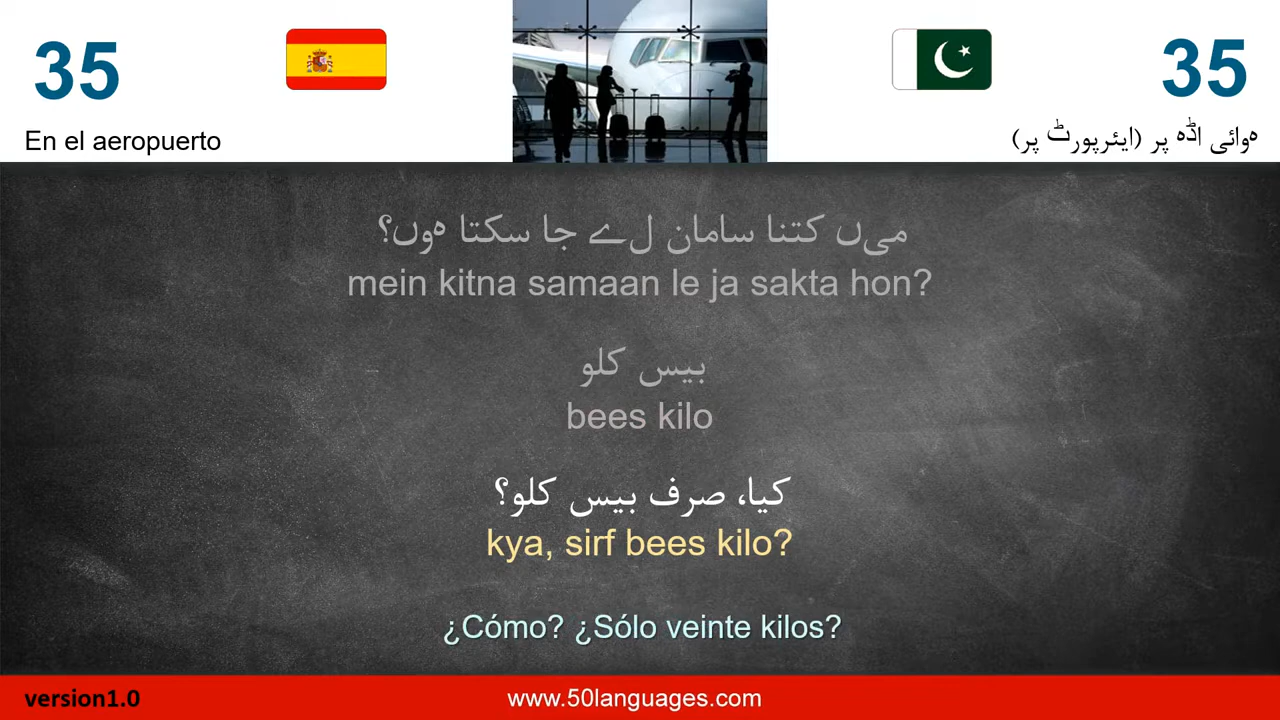 35
35
En el aeropuerto
ہوائی اڈہ پر (ایئرپورٹ پر)
میں کتنا سامان لے جا سکتا ہوں؟
mein kitna samaan le ja sakta hon?
بیس کلو
bees kilo
کیا، صرف بیس کلو؟
kya, sirf bees kilo?
¿Cómo? ¿Sólo veinte kilos?
version1.0
www.50languages.com